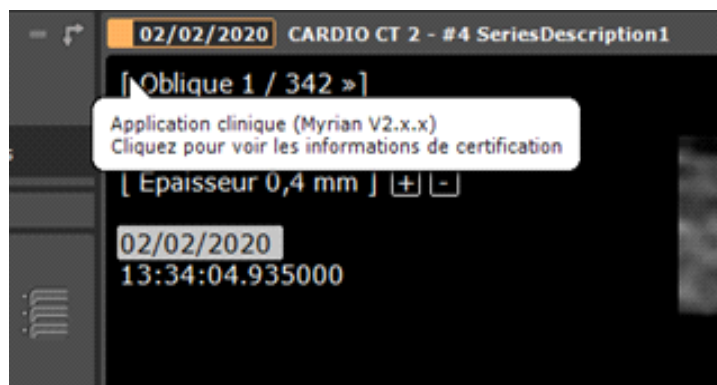 02/02/2020 CARDIO CT 2 - #4 SeriesDescription1
[ Oblique 1 / 342 »]
Application clinique (Myrian V2.x.x)
Cliquez pour voir les informations de certification
[ Epaisseur 0,4 mm ] + -
02/02/2020
13:34:04.935000